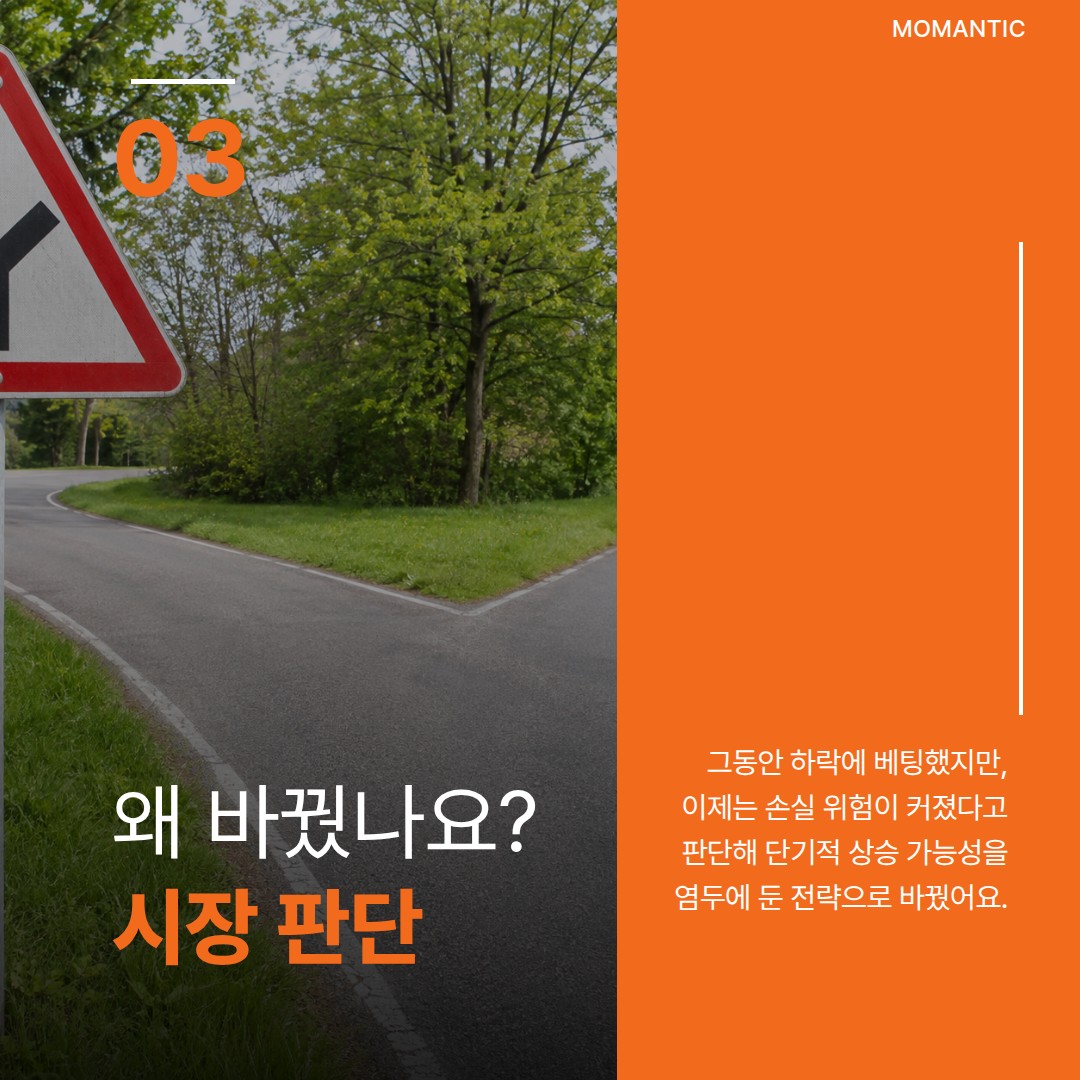 MOMANTIC
03
왜 바꿨나요?
시장 판단
그동안 하락에 베팅했지만,
이제는 손실 위험이 커졌다고
판단해 단기적 상승 가능성을
염두에 둔 전략으로 바꿨어요.